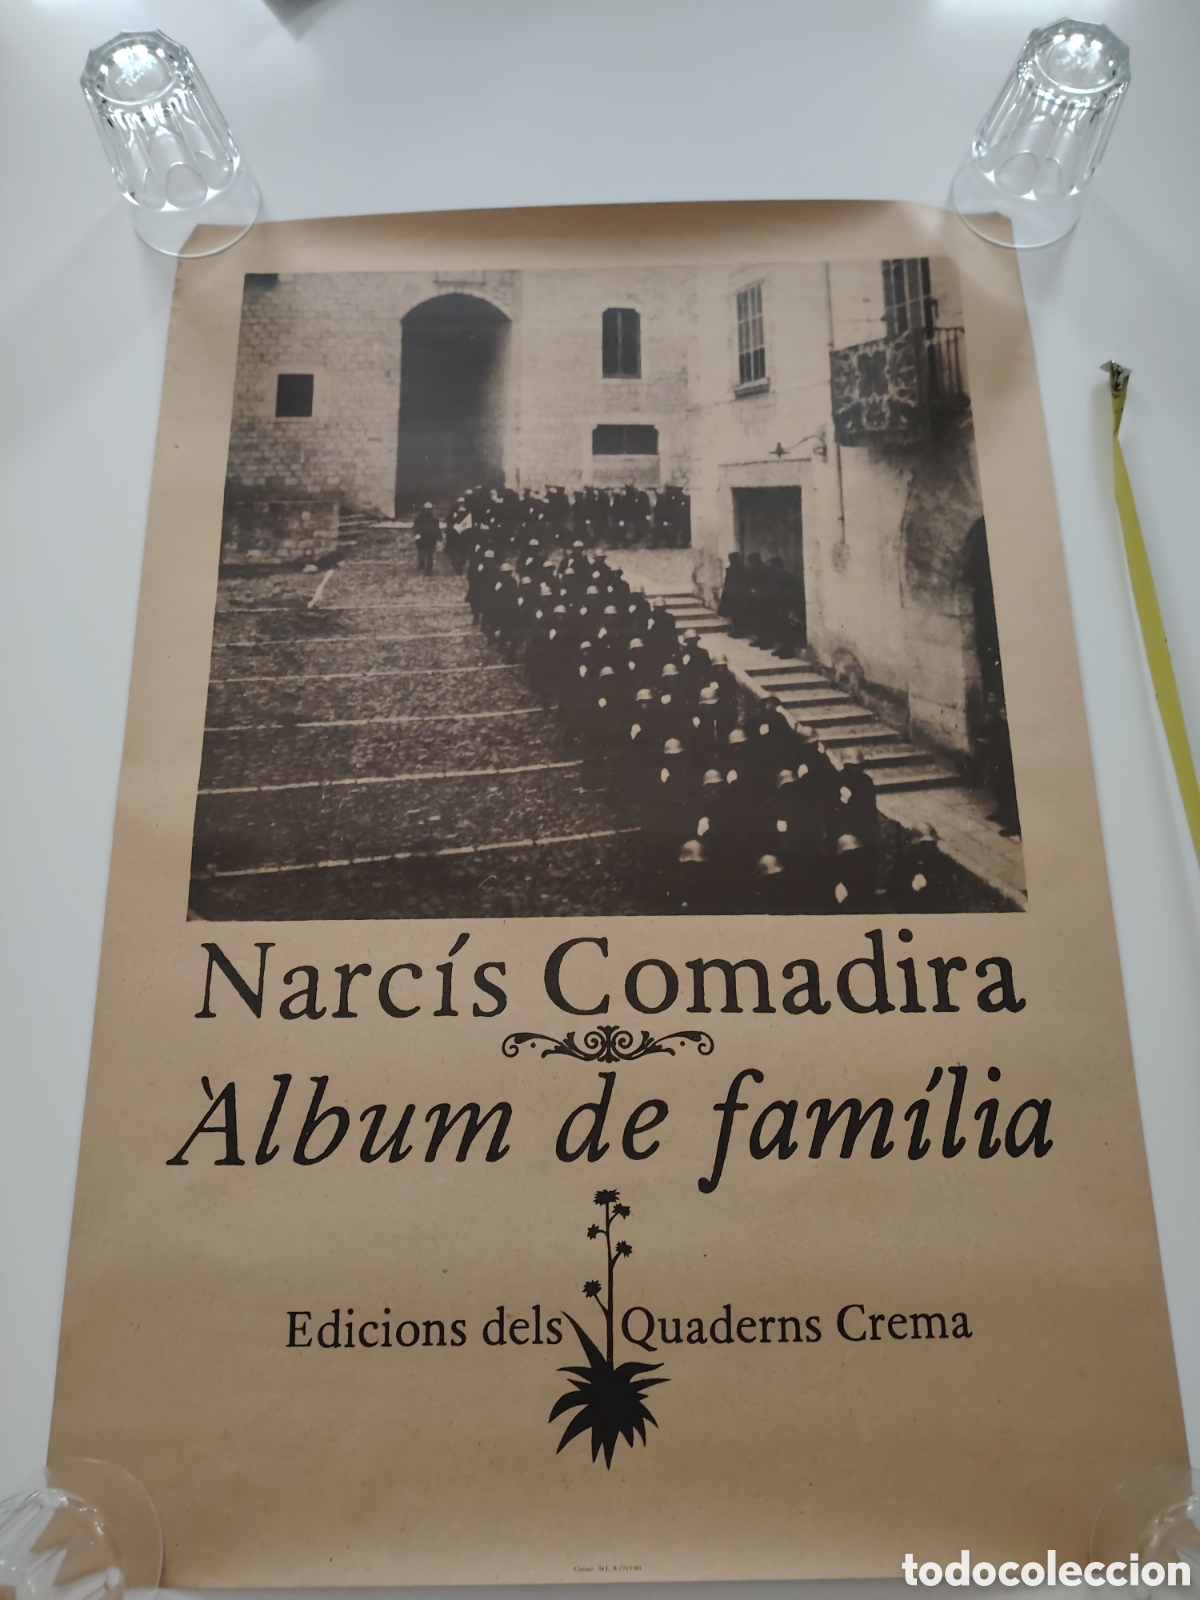 Narcís Comadira
Àlbum de família
Edicions dels Quaderns Crema
todocoleccion